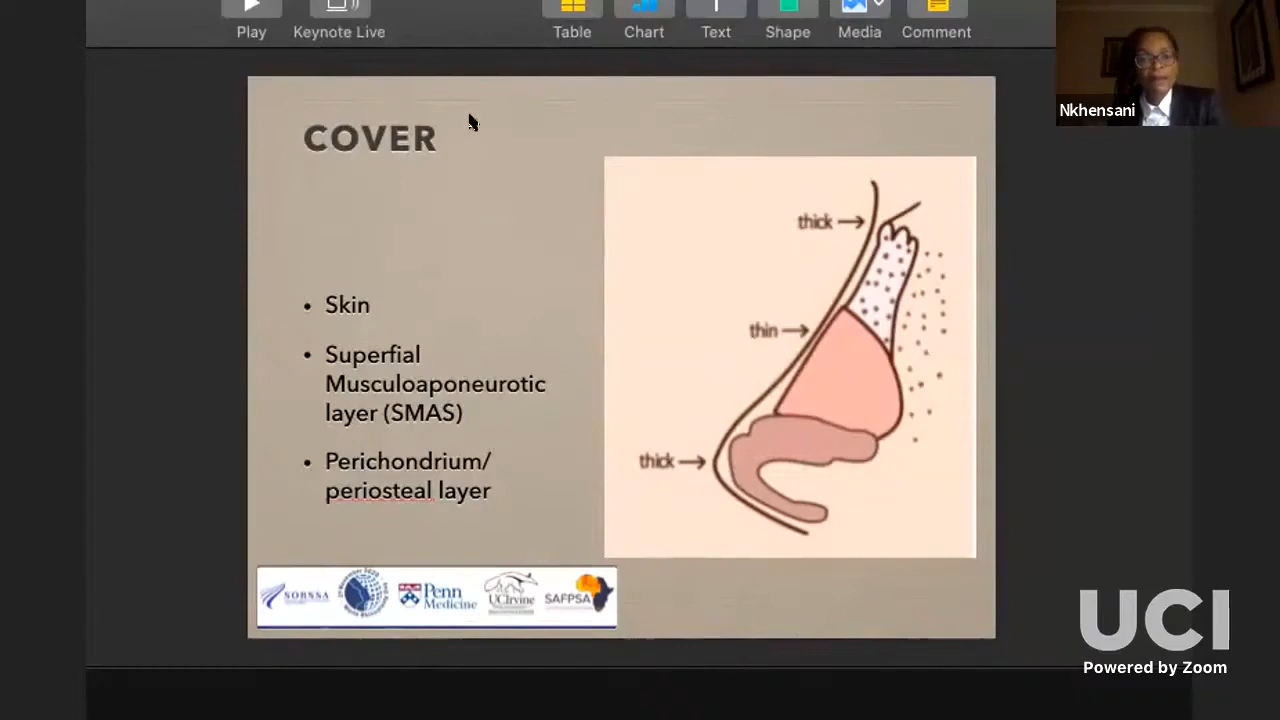 Play
Keynote Live
Table
Chart
Text
Shape
Media
Comment
Nkhensani
COVER
• Skin
• Superfial
Musculoaponeurotic
layer (SMAS)
• Perichondrium/
periosteal layer
thick
thin
thick
SORSSA
Penn
Medicine
UCIrvine
SAFPSA
UCI
Powered by Zoom